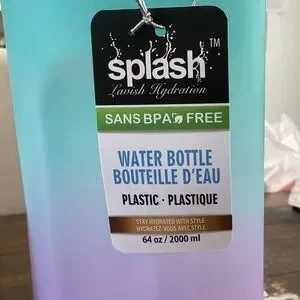 splash™
Lavish Hydration
SANS BPA FREE
WATER BOTTLE
BOUTEILLE D'EAU
PLASTIC · PLASTIQUE
STAY HYDRATED WITH STYLE
HYDRATEZ-VOUS AVEC STYLE
64 oz / 2000 ml